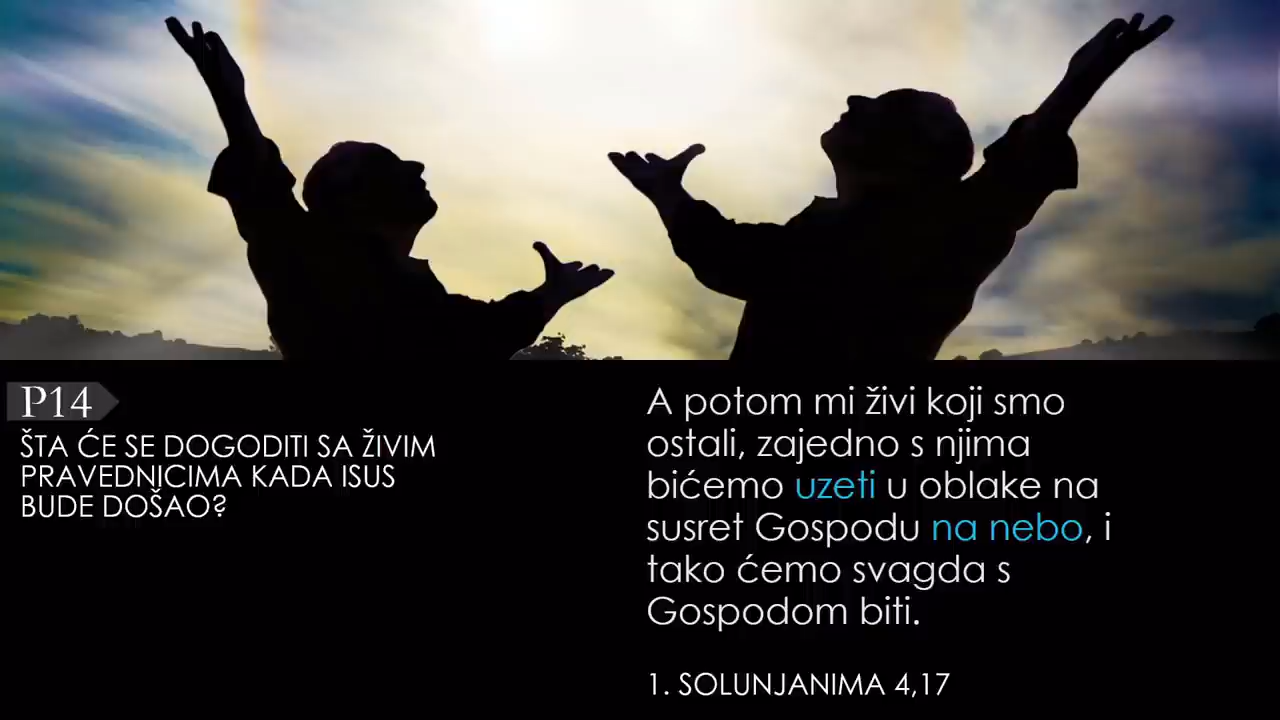 P14
ŠTA ĆE SE DOGODITI SA ŽIVIM
PRAVEDNICIMA KADA ISUS
BUDE DOŠAO?
A potom mi živi koji smo
ostali, zajedno s njima
bićemo uzeti u oblake na
susret Gospodu na nebo, i
tako ćemo svagda s
Gospodom biti.
1. SOLUNJANIMA 4,17